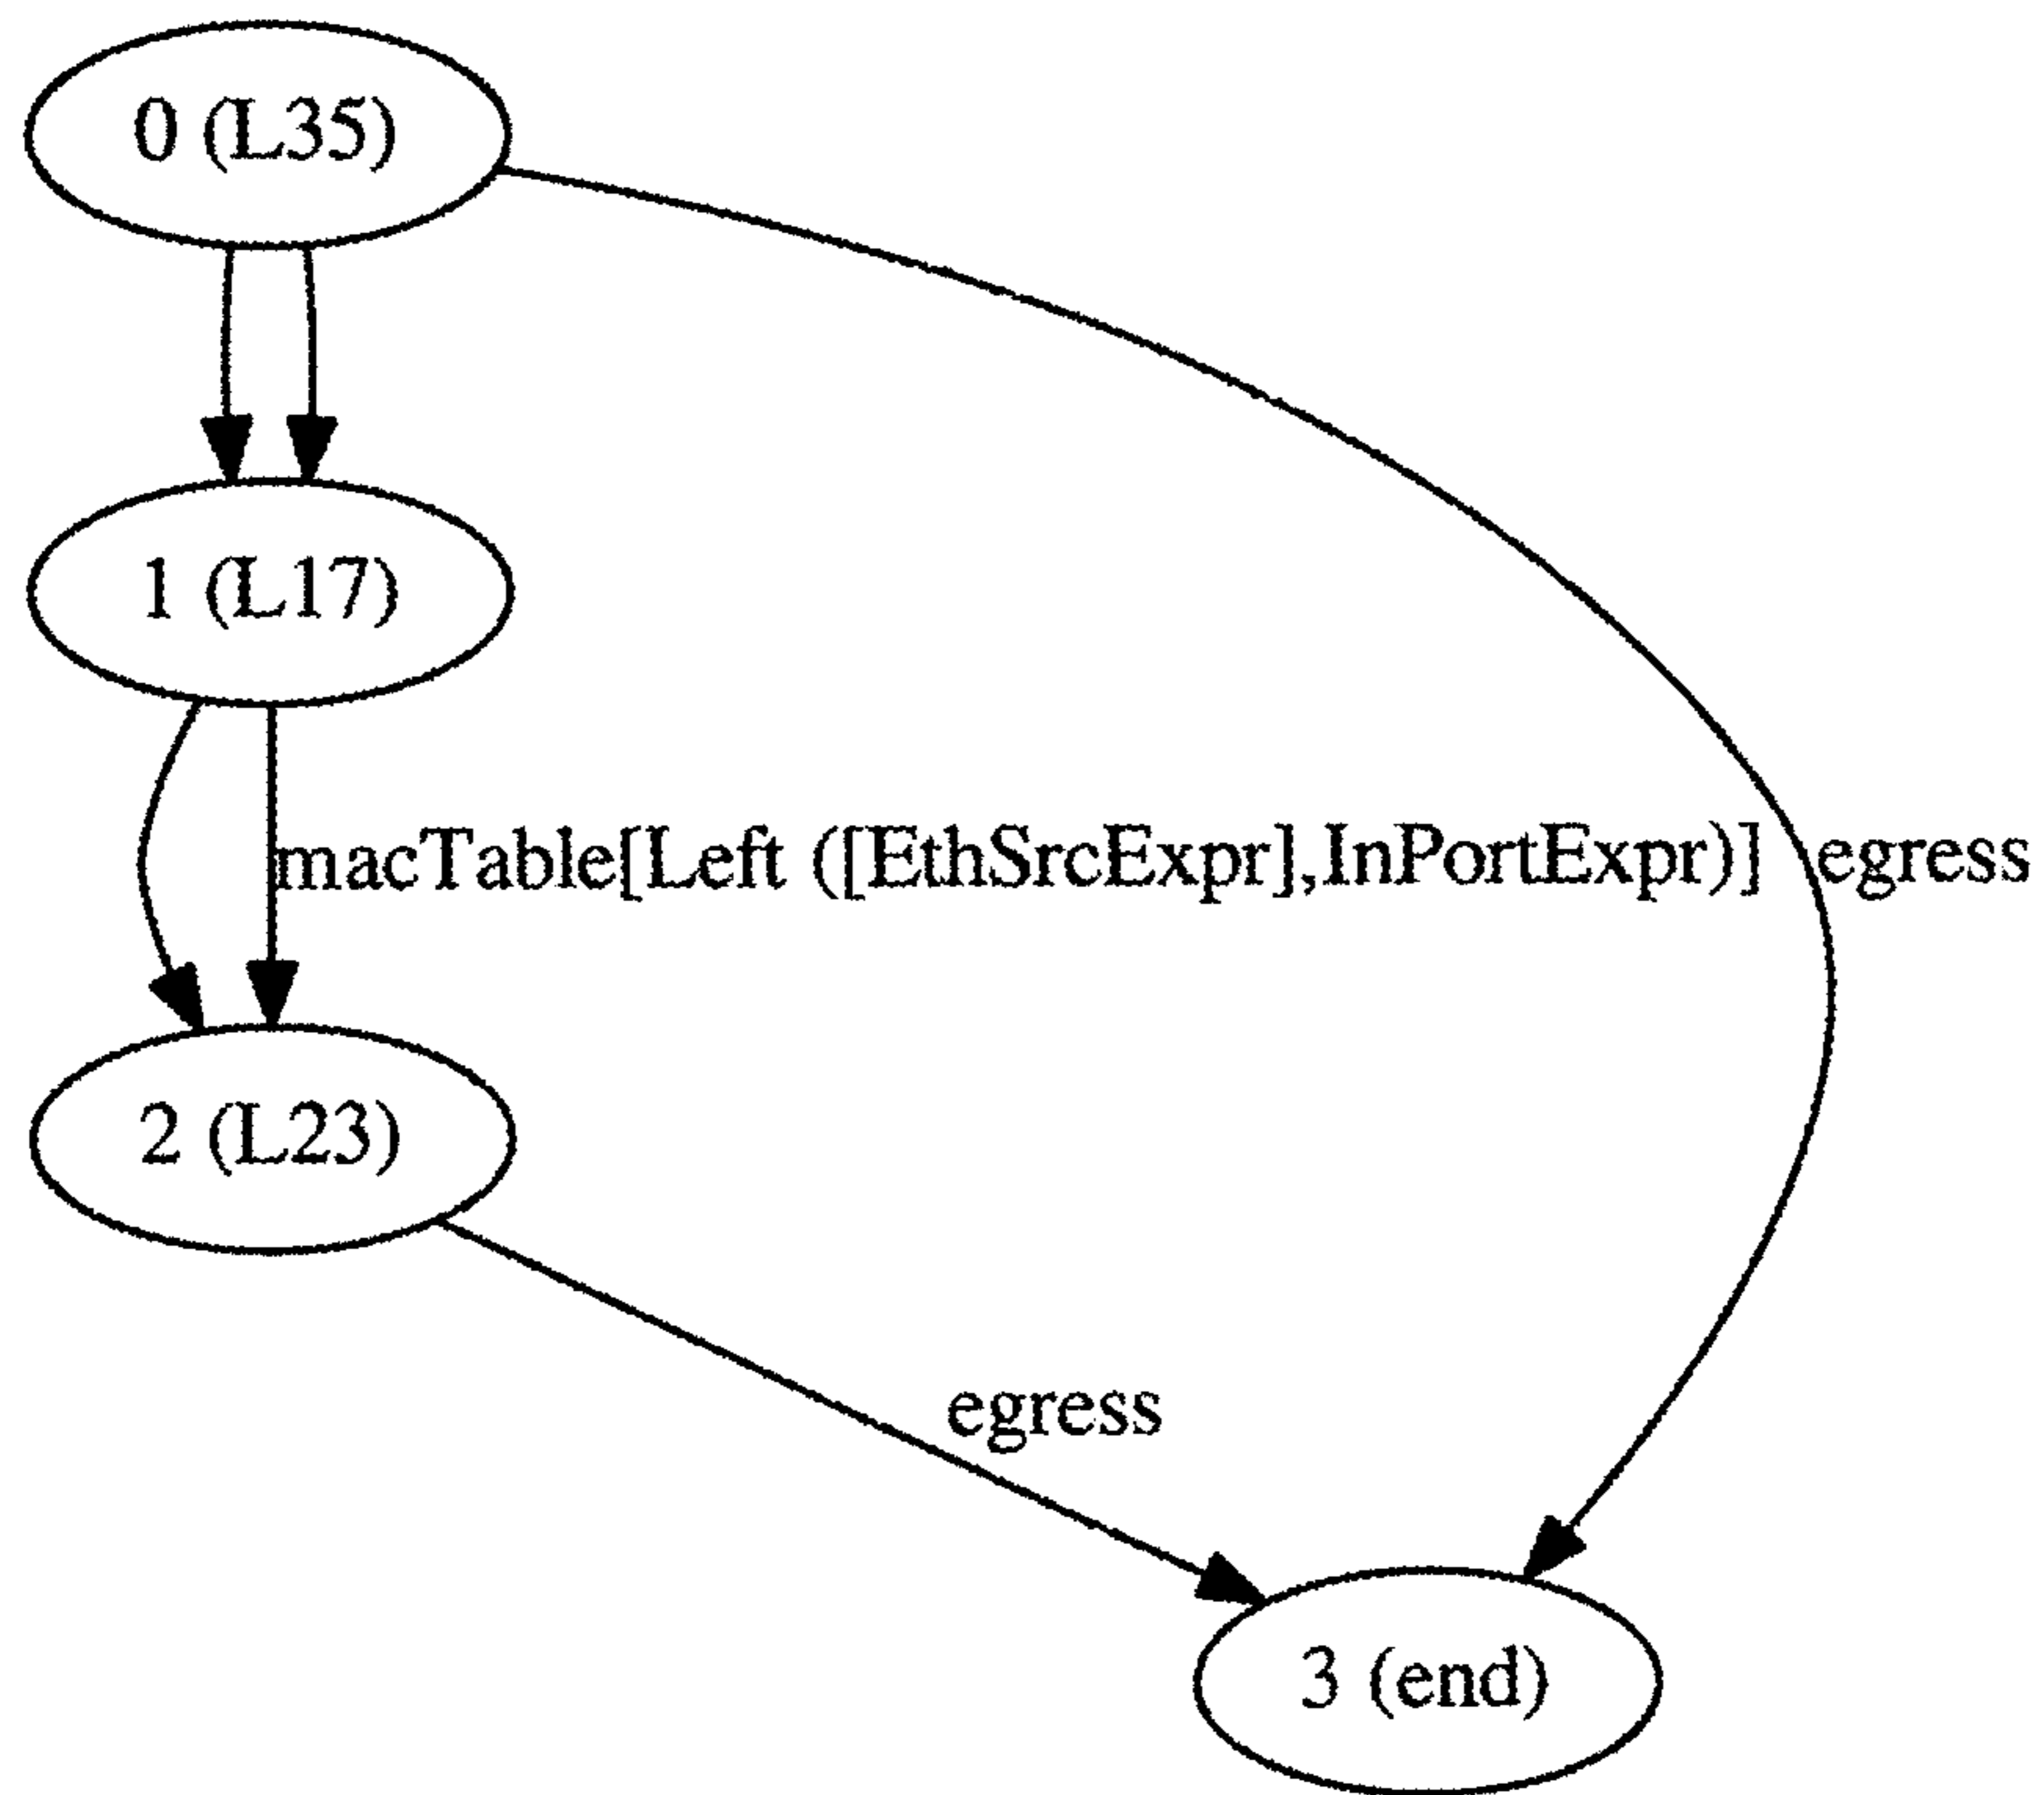 0 (L35)
1 (L17)
macTable[Left ([EthSrcExpr],InPortExpr)] egress
2 (L23)
egress
3 (end)